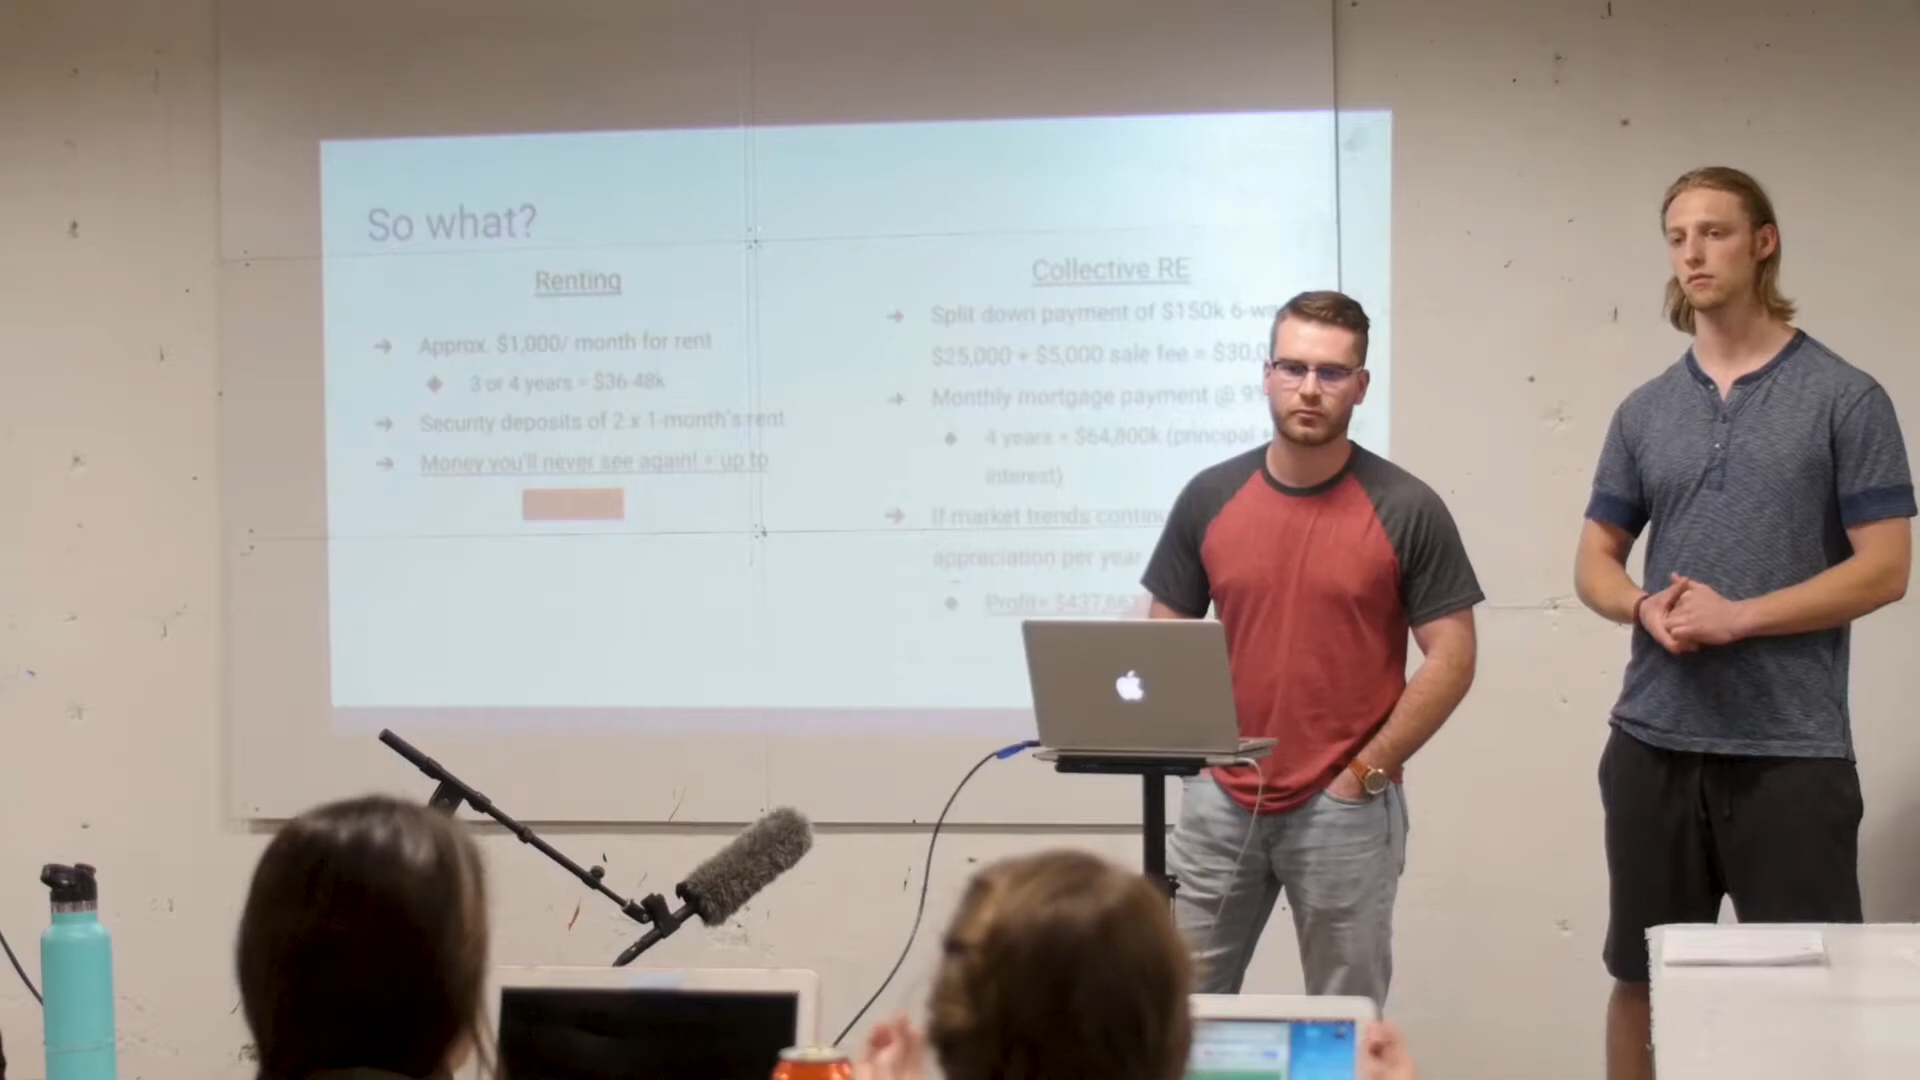 So what?
Renting
Approx. $1,000/ month for rent
3 or 4 years = $36-48k
Security deposits of 2 x 1-month's rent
Money you'll never see again! = up to
Collective RE
Split down payment of $150k 6-wa
$25,000 + $5,000 sale fee = $30,0
Monthly mortgage payment @ 9
4 years = $64,800k (principal +
interest)
If market trends continu
appreciation per year
Profit= $437,66